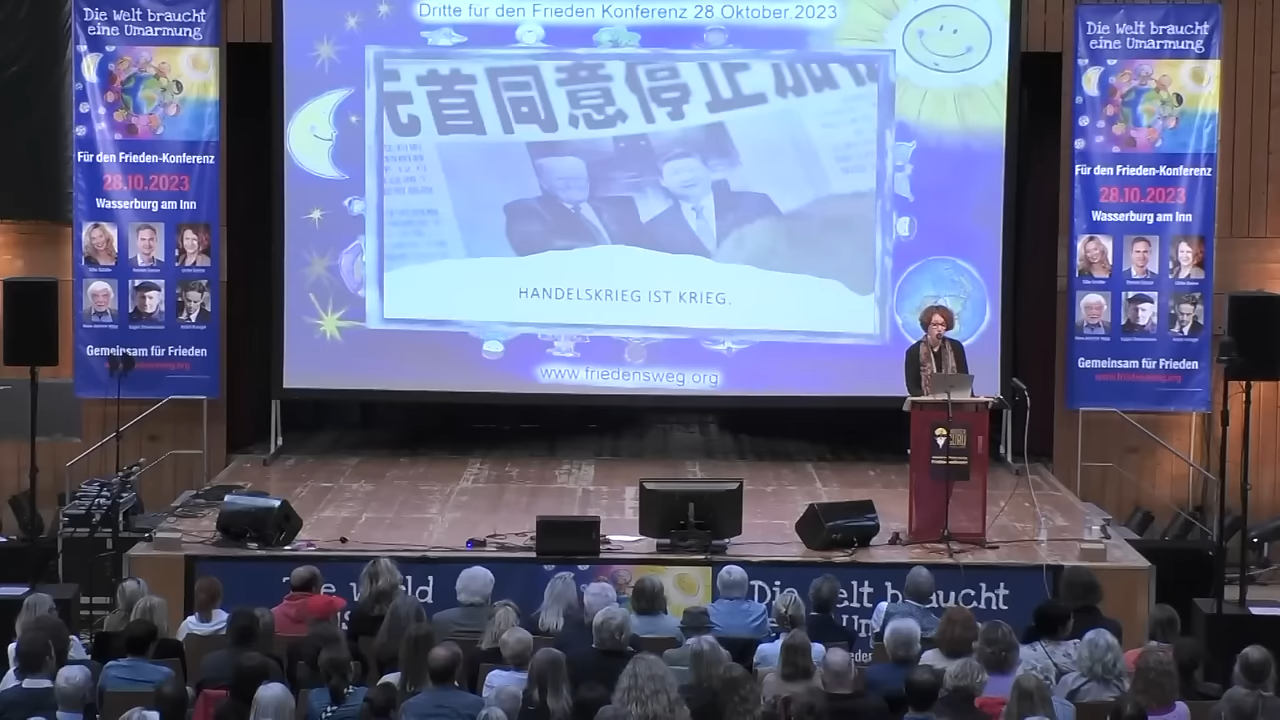 Die Welt braucht
eine Umarmung
Für den Frieden-Konferenz
28.10.2023
Wasserburg am Inn
Gemeinsam für Frieden
Dritte für den Frieden Konferenz 28 Oktober 2023
元首同意停止加
HANDELSKRIEG IST KRIEG.
www.friedensweg.org
Die Welt braucht
eine Umarmung
Für den Frieden-Konferenz
28.10.2023
Wasserburg am Inn
Gemeinsam für Frieden
www.friedensweg.org
Die Welt braucht